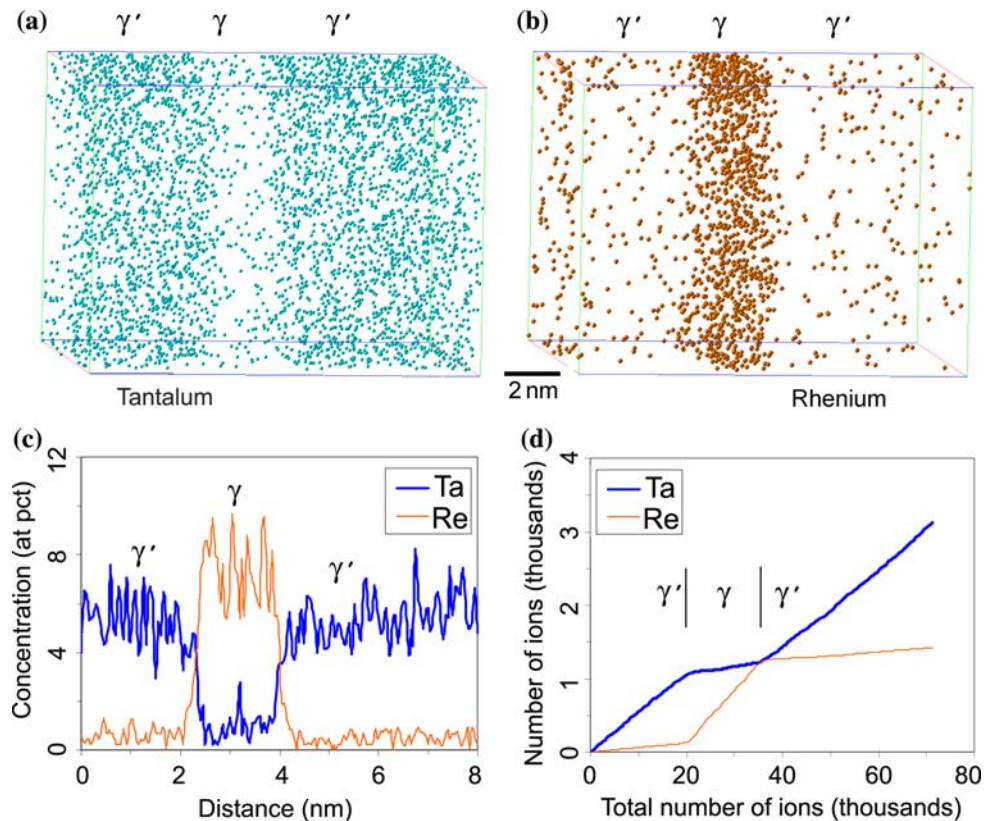 (a) γ′ γ γ′
Tantalum
(b) γ′ γ γ′
2 nm
Rhenium
(c)
Concentration (at pct)
12
8
4
0
Ta
Re
γ′ γ γ′
0 2 4 6 8
Distance (nm)
(d)
Number of ions (thousands)
4
3
2
1
0
Ta
Re
γ′ γ γ′
0 20 40 60 80
Total number of ions (thousands)